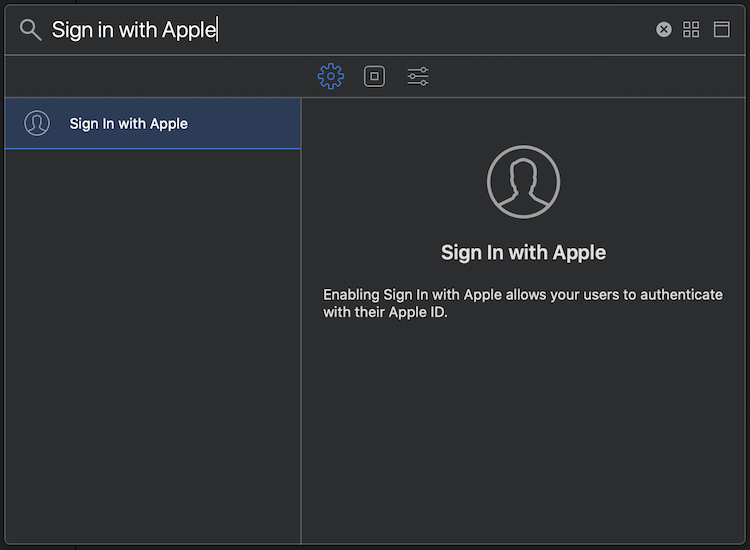 Sign in with Apple
Sign In with Apple
Sign In with Apple
Enabling Sign In with Apple allows your users to authenticate
with their Apple ID.